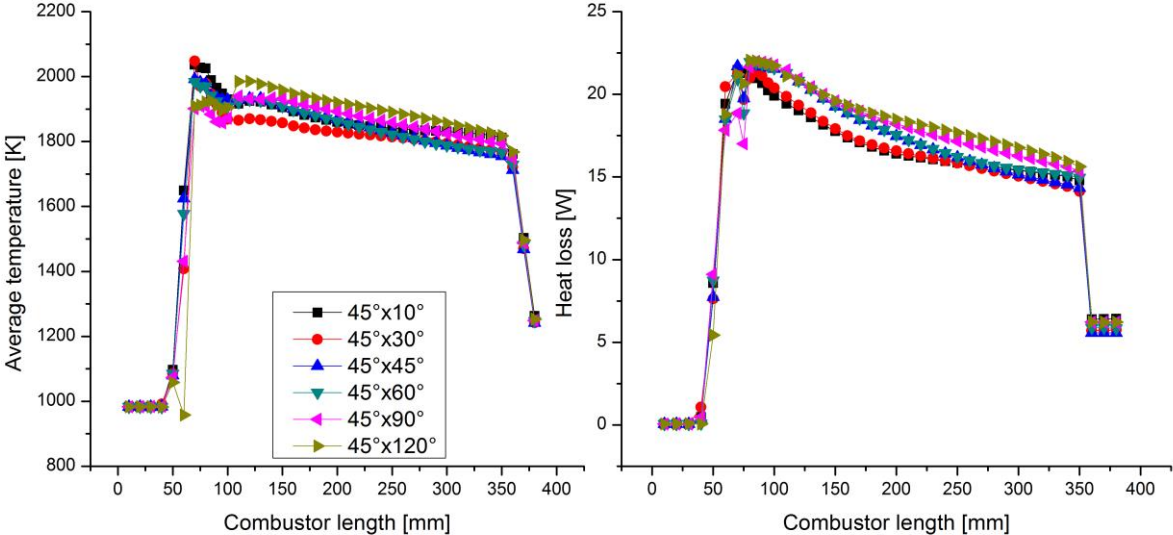 2200
2000
1800
1600
1400
1200
1000
800
Average temperature [K]
0 50 100 150 200 250 300 350 400
Combustor length [mm]
45°x10°
45°x30°
45°x45°
45°x60°
45°x90°
45°x120°
25
20
15
10
5
0
Heat loss [W]
0 50 100 150 200 250 300 350 400
Combustor length [mm]